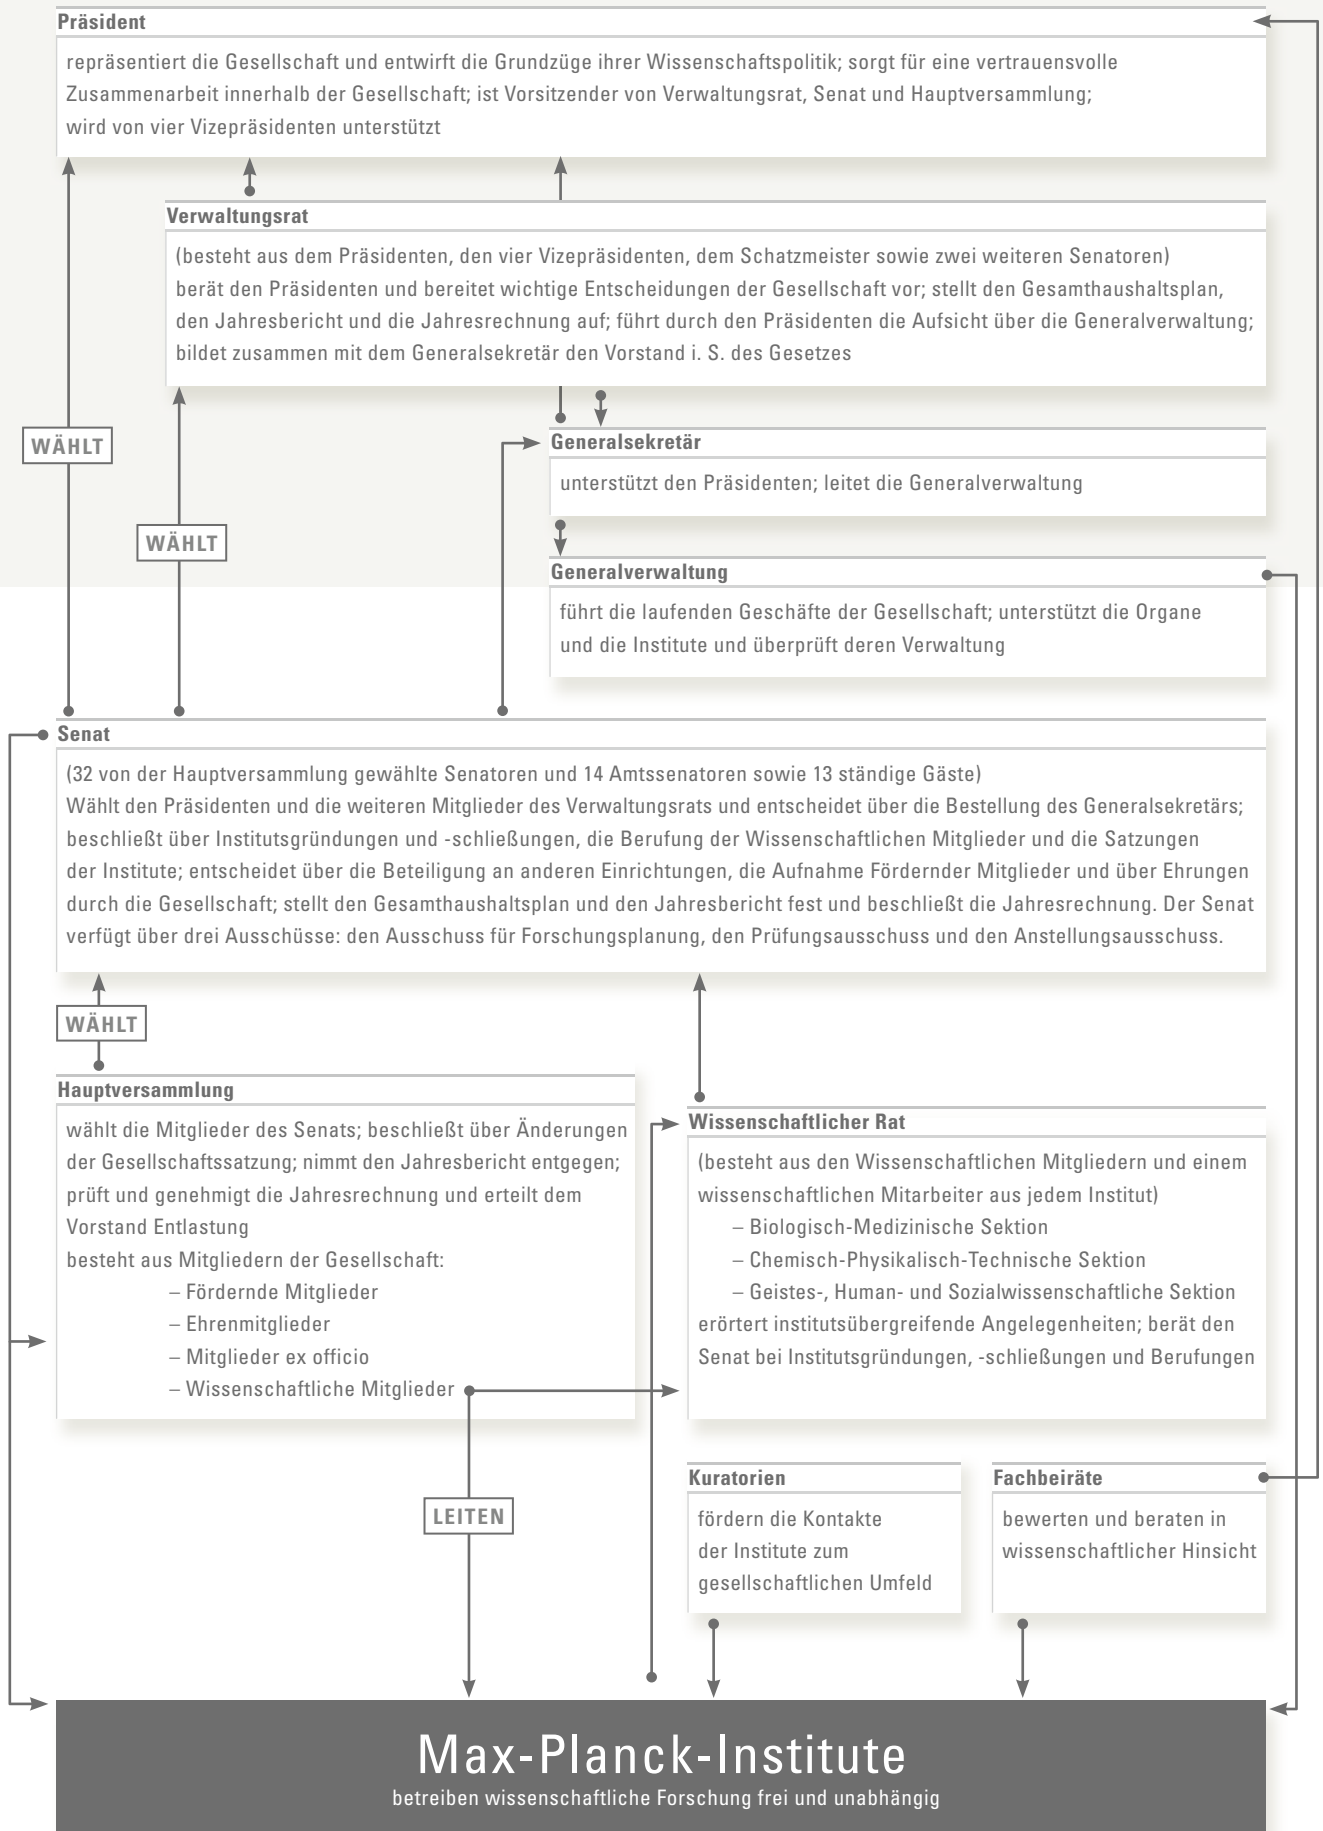 Präsident
repräsentiert die Gesellschaft und entwirft die Grundzüge ihrer Wissenschaftspolitik; sorgt für eine vertrauensvolle
Zusammenarbeit innerhalb der Gesellschaft; ist Vorsitzender von Verwaltungsrat, Senat und Hauptversammlung;
wird von vier Vizepräsidenten unterstützt
Verwaltungsrat
(besteht aus dem Präsidenten, den vier Vizepräsidenten, dem Schatzmeister sowie zwei weiteren Senatoren)
berät den Präsidenten und bereitet wichtige Entscheidungen der Gesellschaft vor; stellt den Gesamthaushaltsplan,
den Jahresbericht und die Jahresrechnung auf; führt durch den Präsidenten die Aufsicht über die Generalverwaltung;
bildet zusammen mit dem Generalsekretär den Vorstand i. S. des Gesetzes
WÄHLT
Generalsekretär
unterstützt den Präsidenten; leitet die Generalverwaltung
WÄHLT
Generalverwaltung
führt die laufenden Geschäfte der Gesellschaft; unterstützt die Organe
und die Institute und überprüft deren Verwaltung
Senat
(32 von der Hauptversammlung gewählte Senatoren und 14 Amtssenatoren sowie 13 ständige Gäste)
Wählt den Präsidenten und die weiteren Mitglieder des Verwaltungsrats und entscheidet über die Bestellung des Generalsekretärs;
beschließt über Institutsgründungen und -schließungen, die Berufung der Wissenschaftlichen Mitglieder und die Satzungen
der Institute; entscheidet über die Beteiligung an anderen Einrichtungen, die Aufnahme Fördernder Mitglieder und über Ehrungen
durch die Gesellschaft; stellt den Gesamthaushaltsplan und den Jahresbericht fest und beschließt die Jahresrechnung. Der Senat
verfügt über drei Ausschüsse: den Ausschuss für Forschungsplanung, den Prüfungsausschuss und den Anstellungsausschuss.
WÄHLT
Hauptversammlung
wählt die Mitglieder des Senats; beschließt über Änderungen
der Gesellschaftssatzung; nimmt den Jahresbericht entgegen;
prüft und genehmigt die Jahresrechnung und erteilt dem
Vorstand Entlastung
besteht aus Mitgliedern der Gesellschaft:
– Fördernde Mitglieder
– Ehrenmitglieder
– Mitglieder ex officio
– Wissenschaftliche Mitglieder
Wissenschaftlicher Rat
(besteht aus den Wissenschaftlichen Mitgliedern und einem
wissenschaftlichen Mitarbeiter aus jedem Institut)
– Biologisch-Medizinische Sektion
– Chemisch-Physikalisch-Technische Sektion
– Geistes-, Human- und Sozialwissenschaftliche Sektion
erörtert institutsübergreifende Angelegenheiten; berät den
Senat bei Institutsgründungen, -schließungen und Berufungen
LEITEN
Kuratorien
fördern die Kontakte
der Institute zum
gesellschaftlichen Umfeld
Fachbeiräte
bewerten und beraten in
wissenschaftlicher Hinsicht
Max-Planck-Institute
betreiben wissenschaftliche Forschung frei und unabhängig